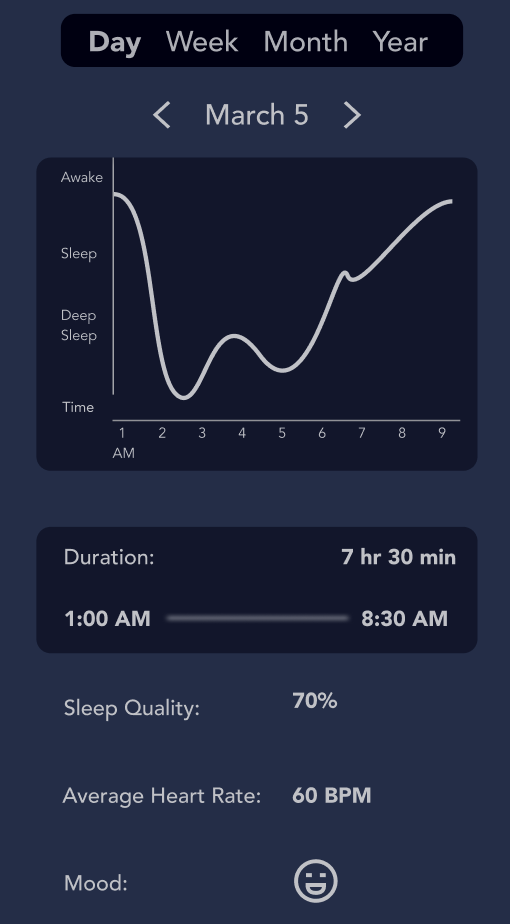 Day Week Month Year
March 5
Awake
Sleep
Deep
Sleep
Time
1 2 3 4 5 6 7 8 9
AM
Duration: 7 hr 30 min
1:00 AM 8:30 AM
Sleep Quality: 70%
Average Heart Rate: 60 BPM
Mood: